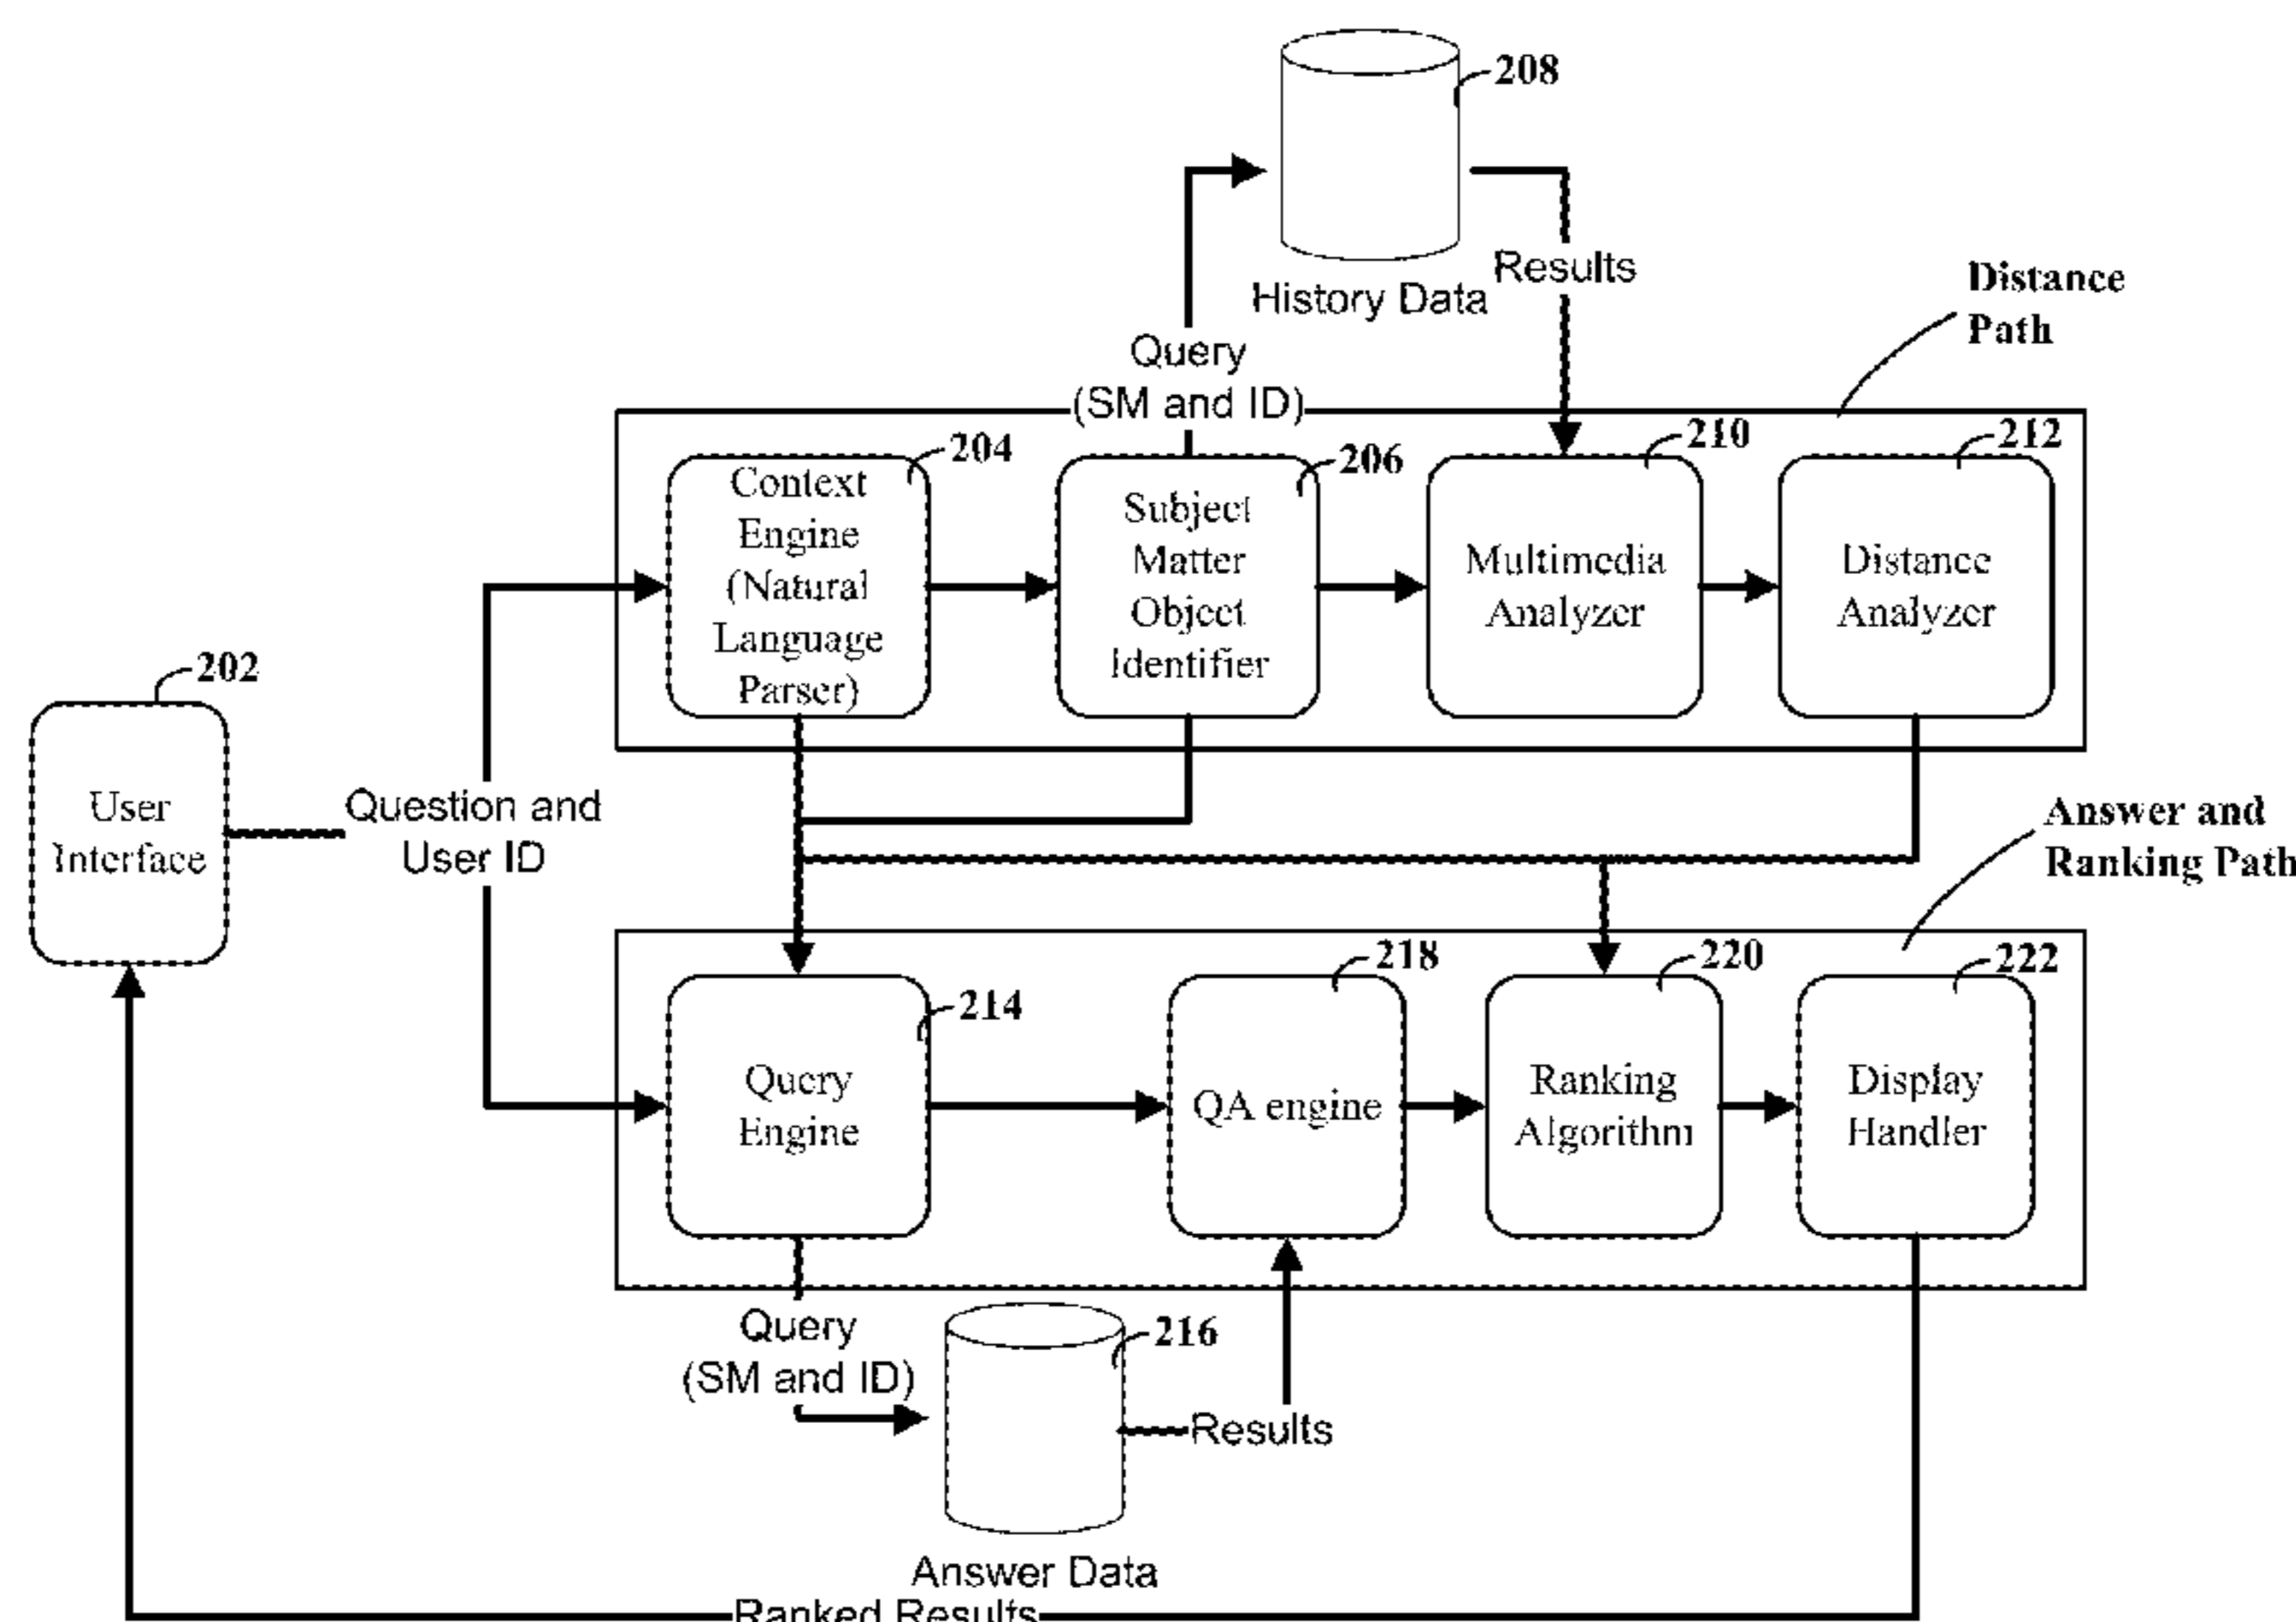 208
History Data
Results
Distance
Path
Query
(SM and ID)
204
206
210
212
Context
Engine
(Natural
Language
Parser)
Subject
Matter
Object
Identifier
Multimedia
Analyzer
Distance
Analyzer
202
User
Interface
Question and
User ID
Answer and
Ranking Path
214
218
220
222
Query
Engine
QA engine
Ranking
Algorithm
Display
Handler
Query
(SM and ID)
216
Results
Answer Data
Ranked Results